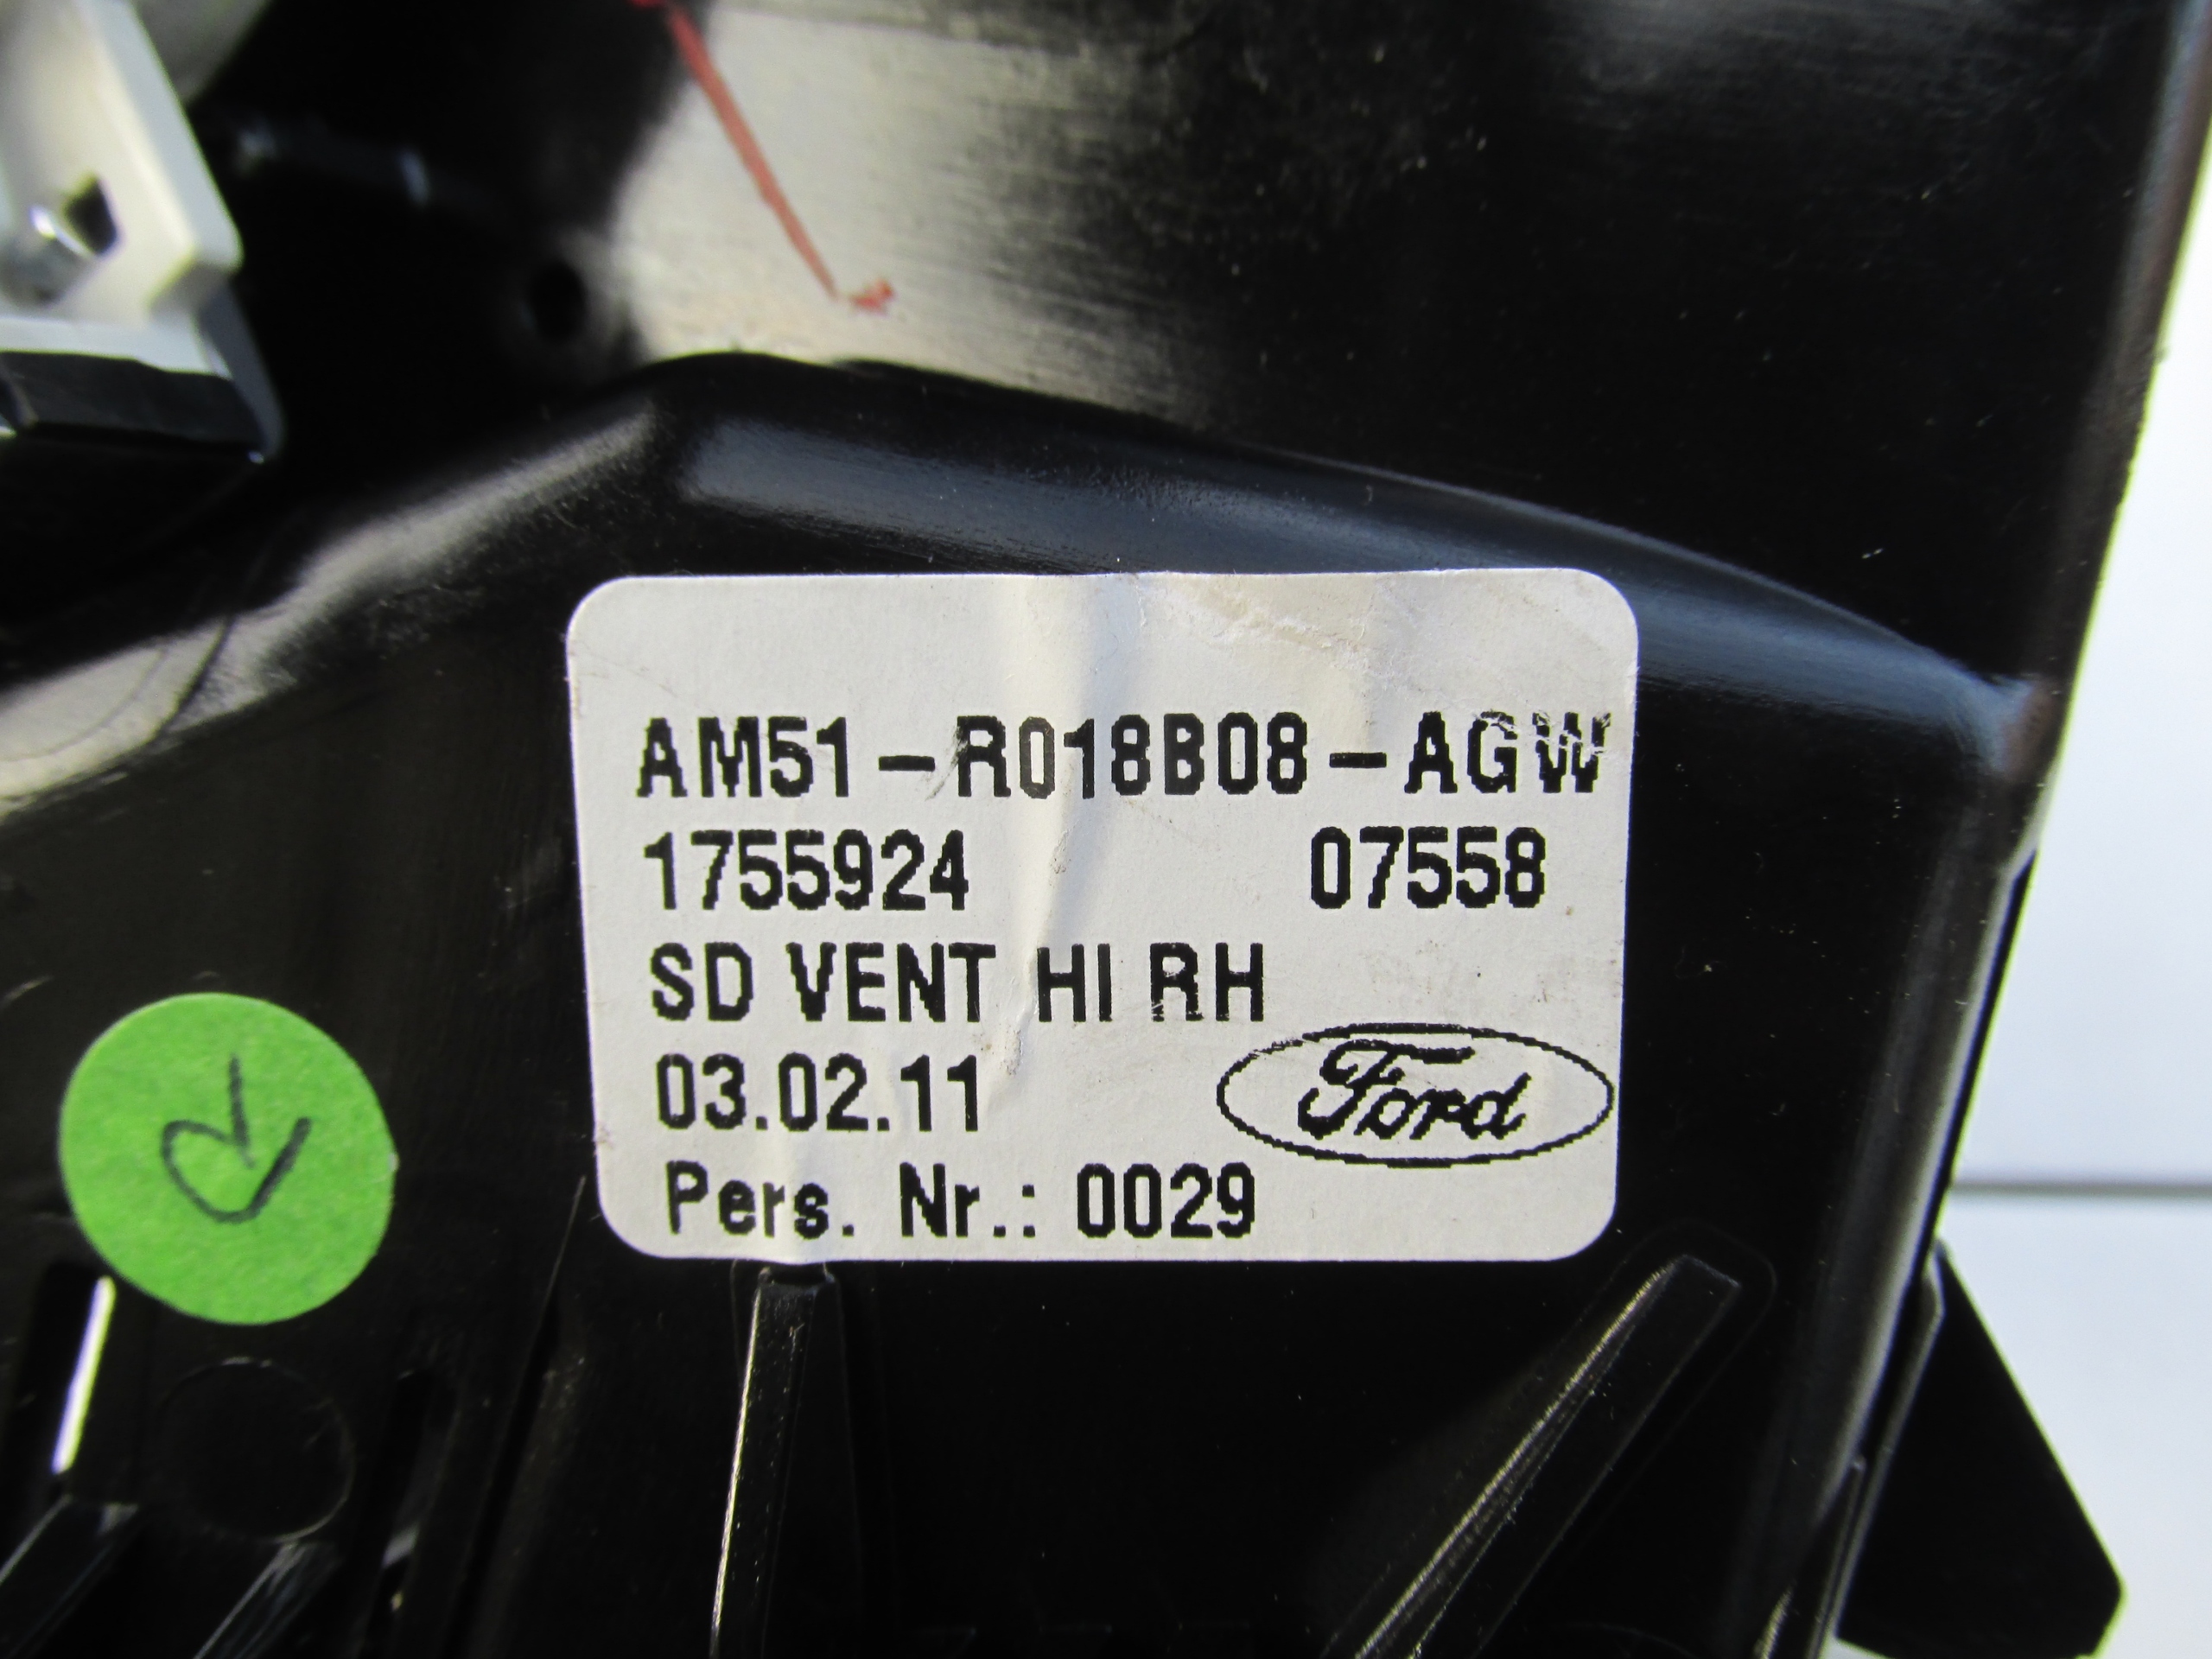 AM51-R018B08-AGW
1755924 07558
SD VENT HI RH
03.02.11
Ford
Pers. Nr.: 0029